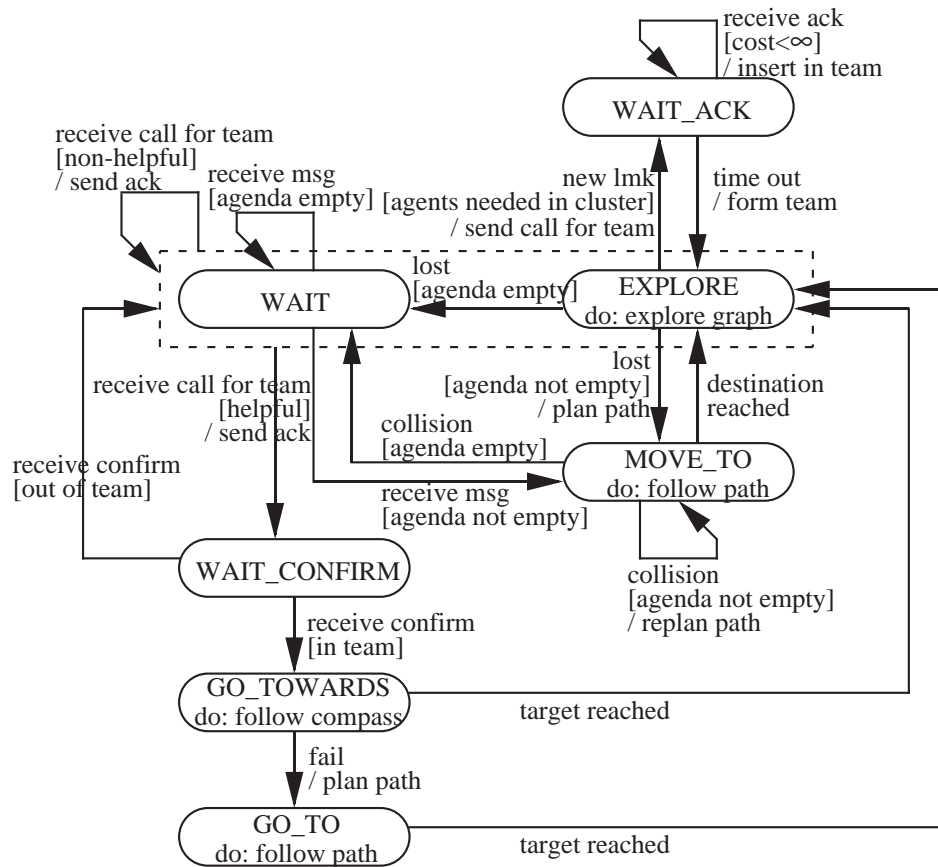 receive ack
[cost<∞]
/ insert in team
WAIT_ACK
receive call for team
[non-helpful]
/ send ack
receive msg
[agenda empty]
new lmk
[agents needed in cluster]
/ send call for team
time out
/ form team
lost
[agenda empty]
WAIT
EXPLORE
do: explore graph
receive call for team
[helpful]
/ send ack
lost
[agenda not empty]
/ plan path
destination
reached
collision
[agenda empty]
receive confirm
[out of team]
MOVE_TO
do: follow path
receive msg
[agenda not empty]
WAIT_CONFIRM
collision
[agenda not empty]
/ replan path
receive confirm
[in team]
GO_TOWARDS
do: follow compass
target reached
fail
/ plan path
GO_TO
do: follow path
target reached